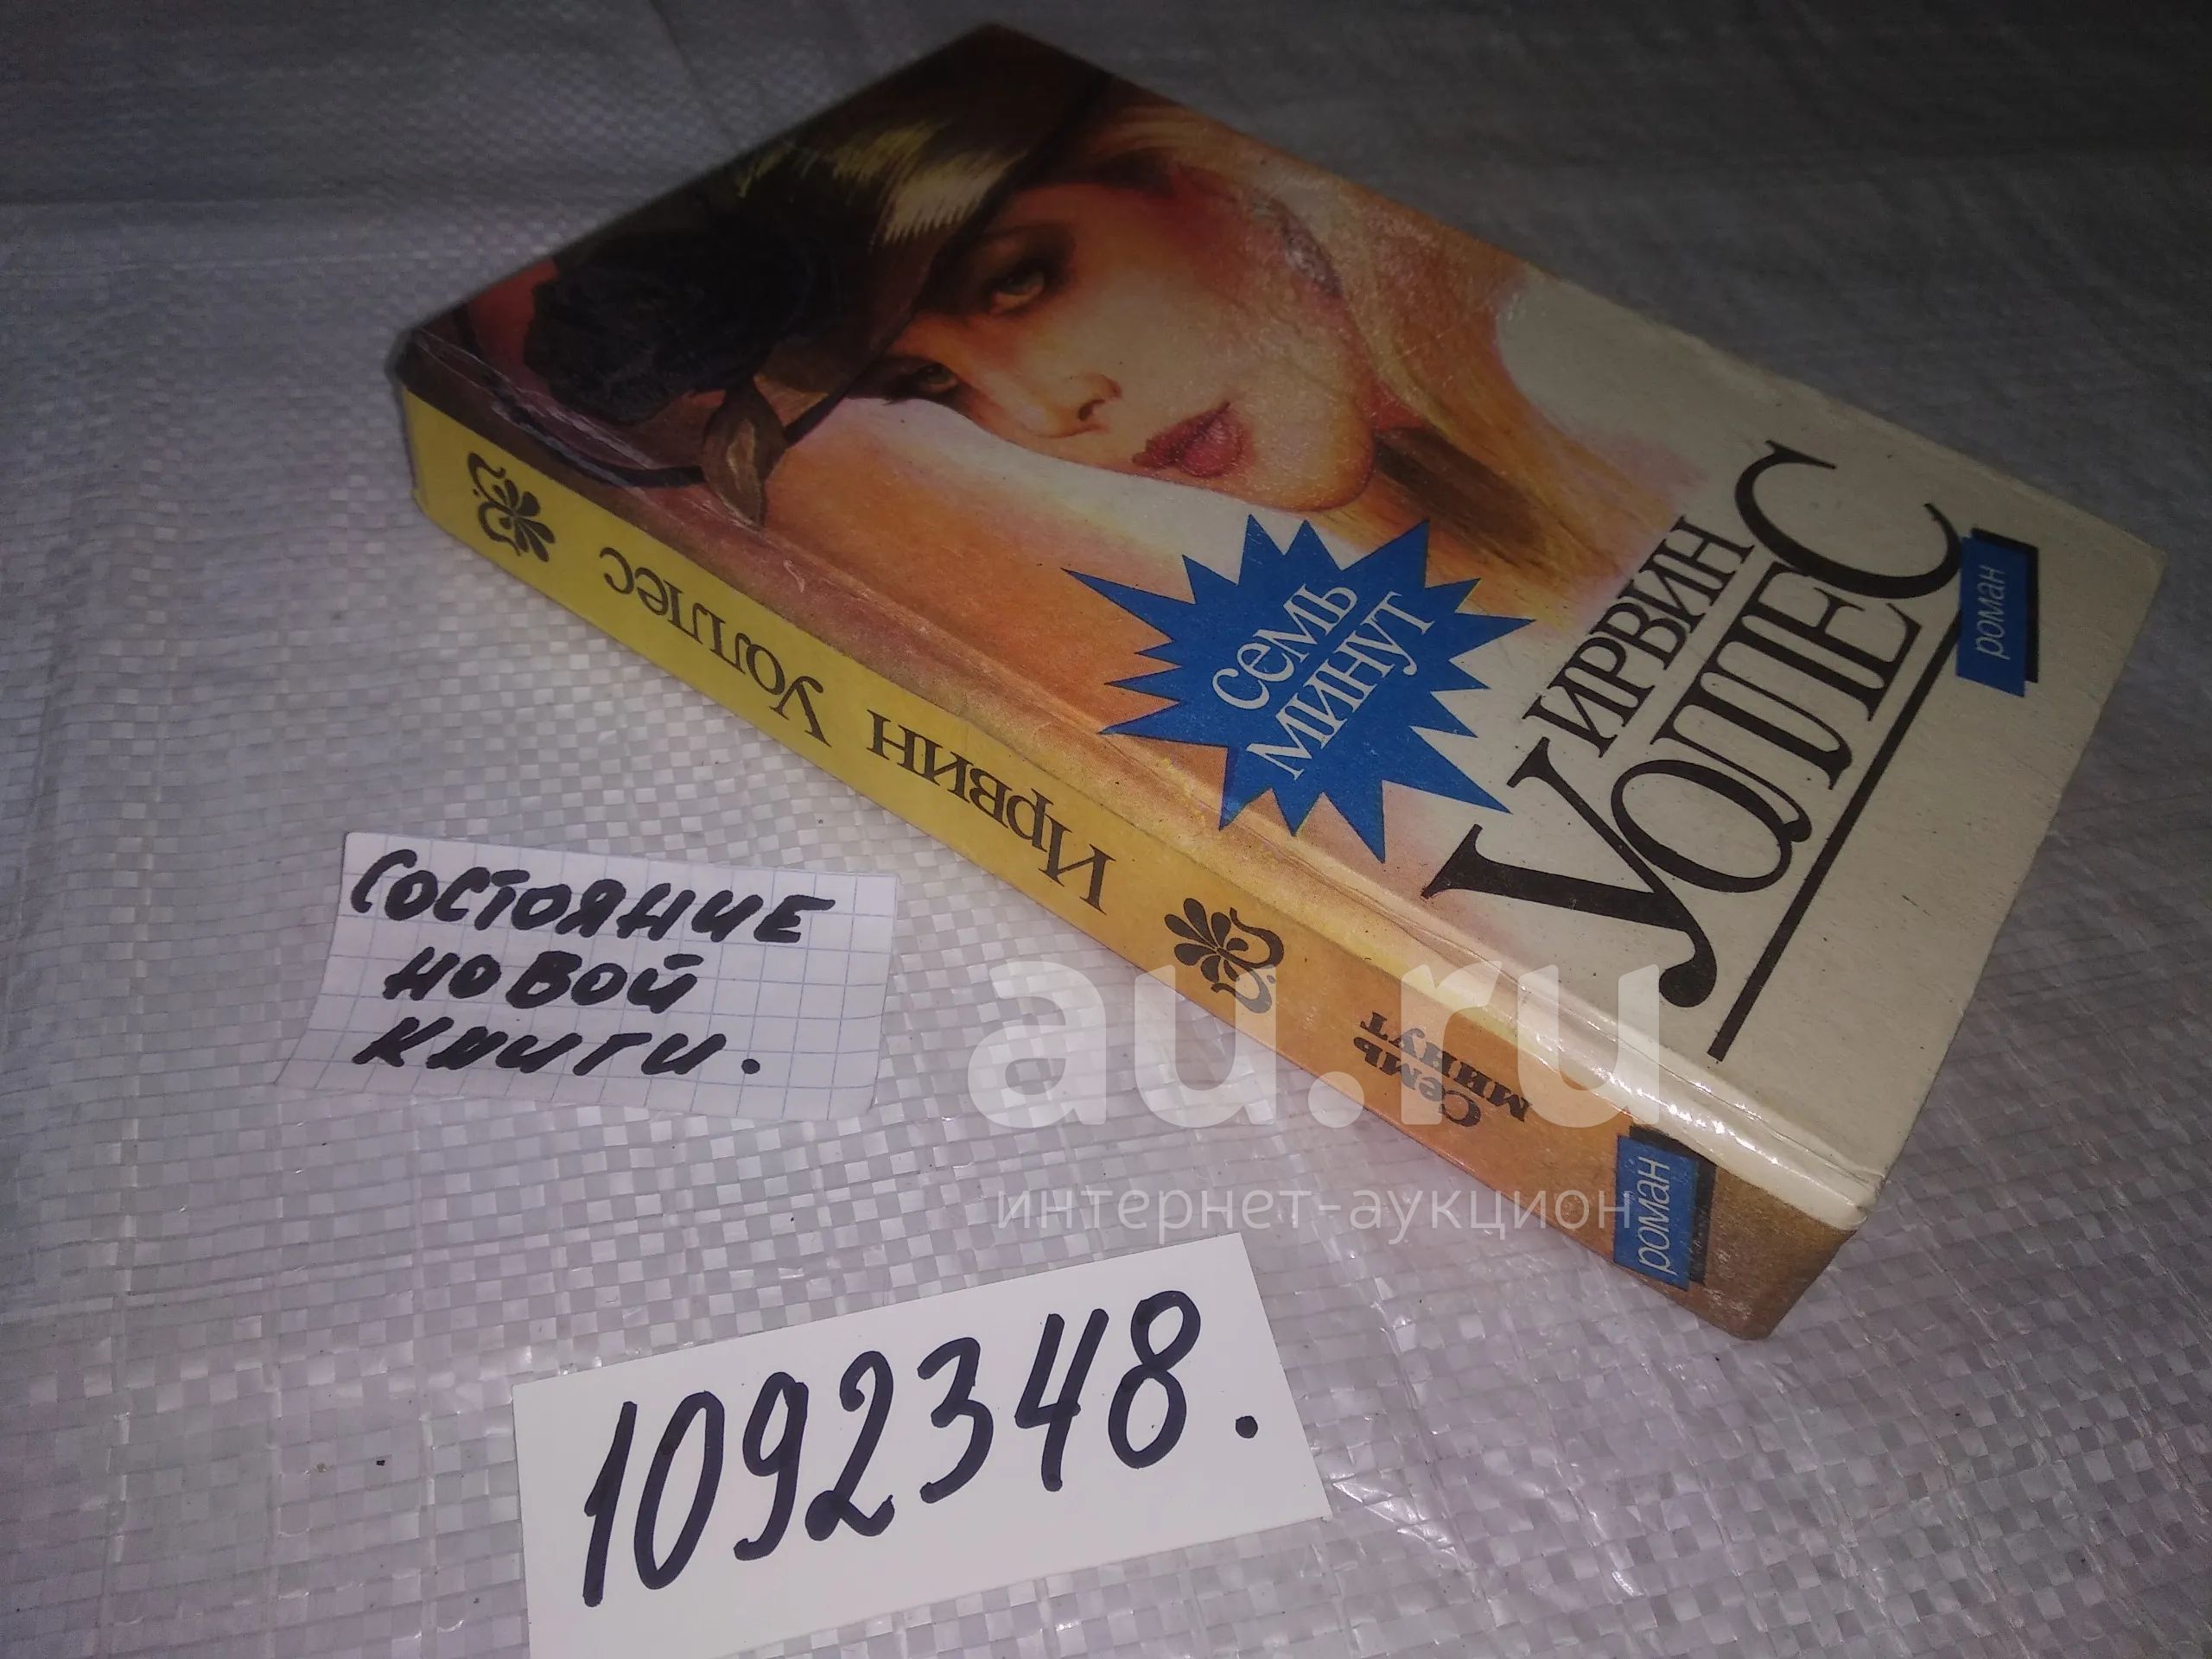 семь
минут
ИРВИН
УОЛЛЕС
роман
Ирвин Уоллес
Семь
минут
роман
СОСТОЯНИЕ
НОВОЙ
КНИГИ.
au.ru
интернет-аукцион
1092348.